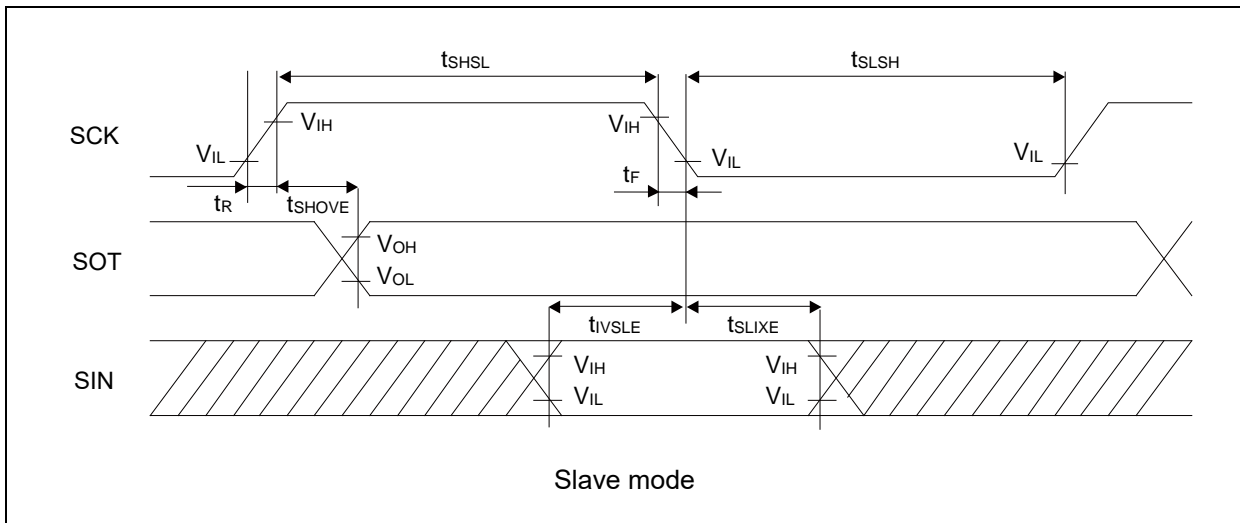 tSHSL
tSLSH
SCK
VIH
VIH
VIL
VIL
VIL
tR
tSHOVE
tF
SOT
VOH
VOL
tIVSLE
tSLIXE
SIN
VIH
VIH
VIL
VIL
Slave mode